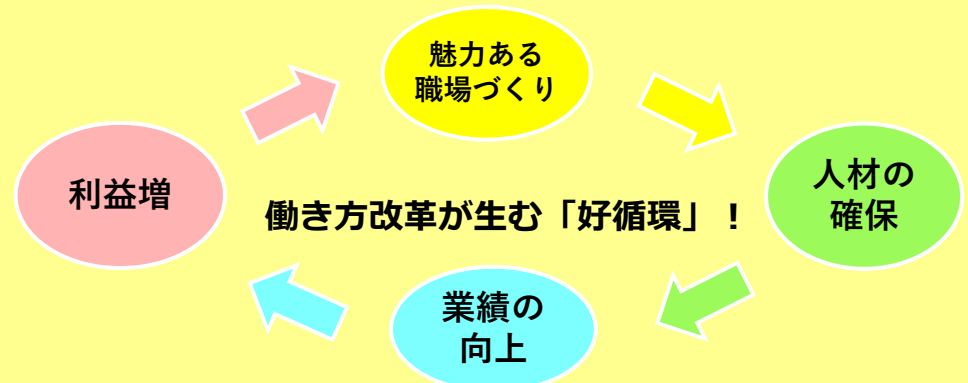 魅力ある
職場づくり
利益増
働き方改革が生む「好循環」！
人材の
確保
業績の
向上